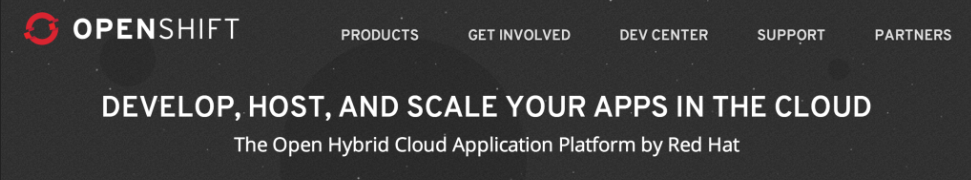 OPENSHIFT
PRODUCTS GET INVOLVED DEV CENTER SUPPORT PARTNERS
DEVELOP, HOST, AND SCALE YOUR APPS IN THE CLOUD
The Open Hybrid Cloud Application Platform by Red Hat